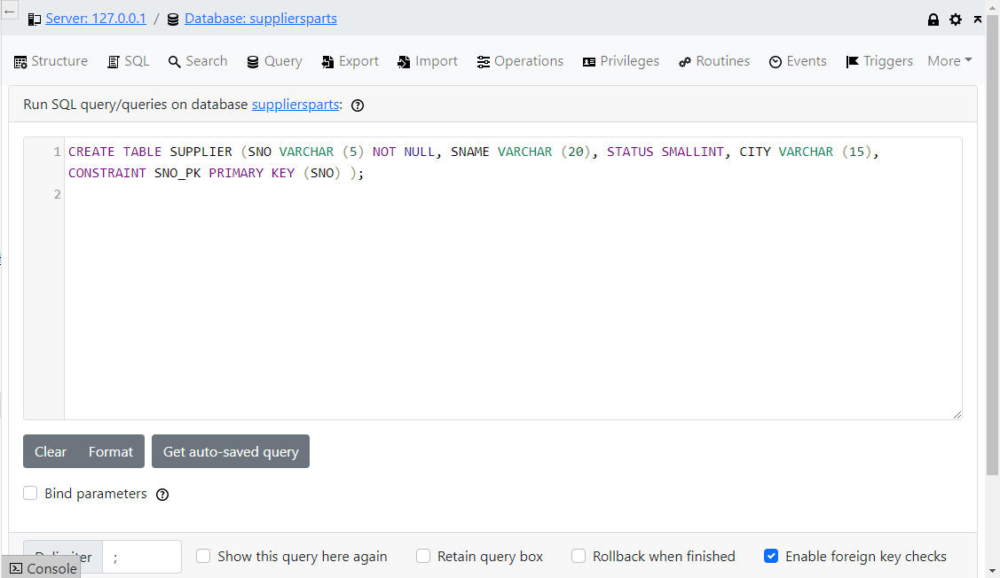 Server: 127.0.0.1 / Database: suppliersparts
Structure SQL Search Query Export Import Operations Privileges Routines Events Triggers More
Run SQL query/queries on database suppliersparts:
1 CREATE TABLE SUPPLIER (SNO VARCHAR (5) NOT NULL, SNAME VARCHAR (20), STATUS SMALLINT, CITY VARCHAR (15),
CONSTRAINT SNO_PK PRIMARY KEY (SNO) );
2
Clear Format Get auto-saved query
Bind parameters
; Show this query here again Retain query box Rollback when finished Enable foreign key checks
Console